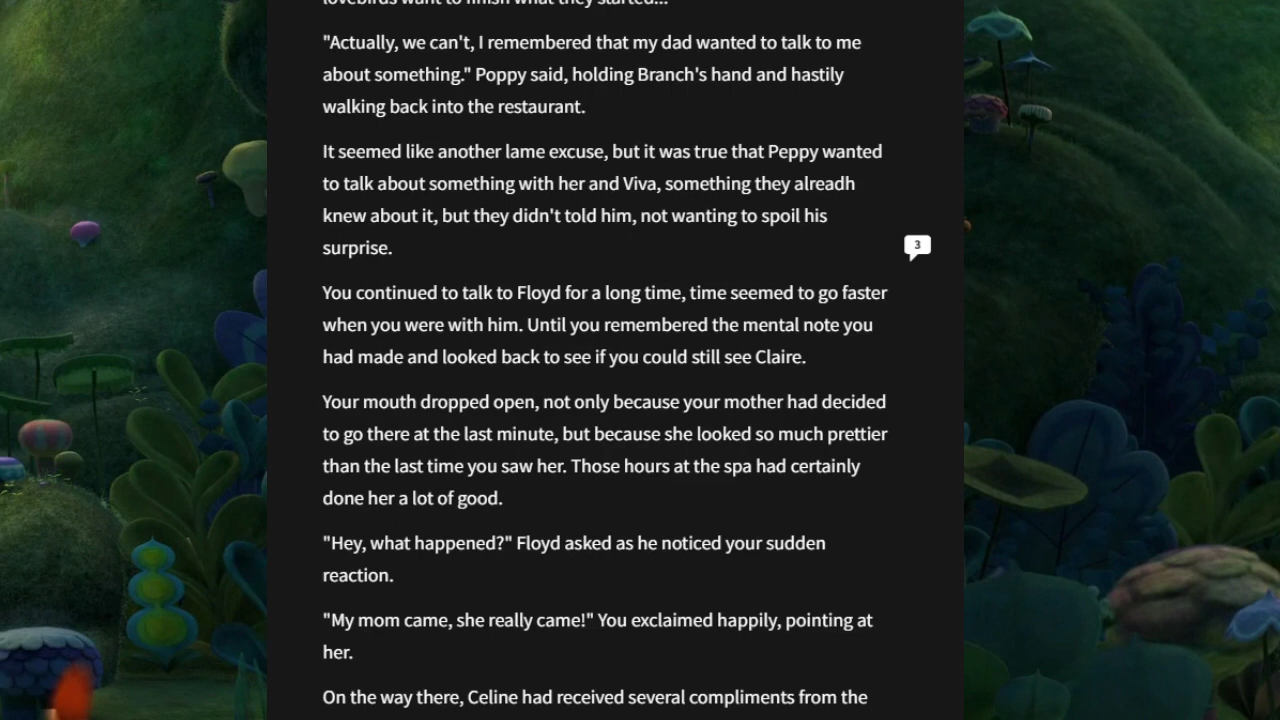 lovebirds want to finish what they started...
"Actually, we can't, I remembered that my dad wanted to talk to me
about something." Poppy said, holding Branch's hand and hastily
walking back into the restaurant.
It seemed like another lame excuse, but it was true that Peppy wanted
to talk about something with her and Viva, something they alreadh
knew about it, but they didn't told him, not wanting to spoil his
surprise.
3
You continued to talk to Floyd for a long time, time seemed to go faster
when you were with him. Until you remembered the mental note you
had made and looked back to see if you could still see Claire.
Your mouth dropped open, not only because your mother had decided
to go there at the last minute, but because she looked so much prettier
than the last time you saw her. Those hours at the spa had certainly
done her a lot of good.
"Hey, what happened?" Floyd asked as he noticed your sudden
reaction.
"My mom came, she really came!" You exclaimed happily, pointing at
her.
On the way there, Celine had received several compliments from the